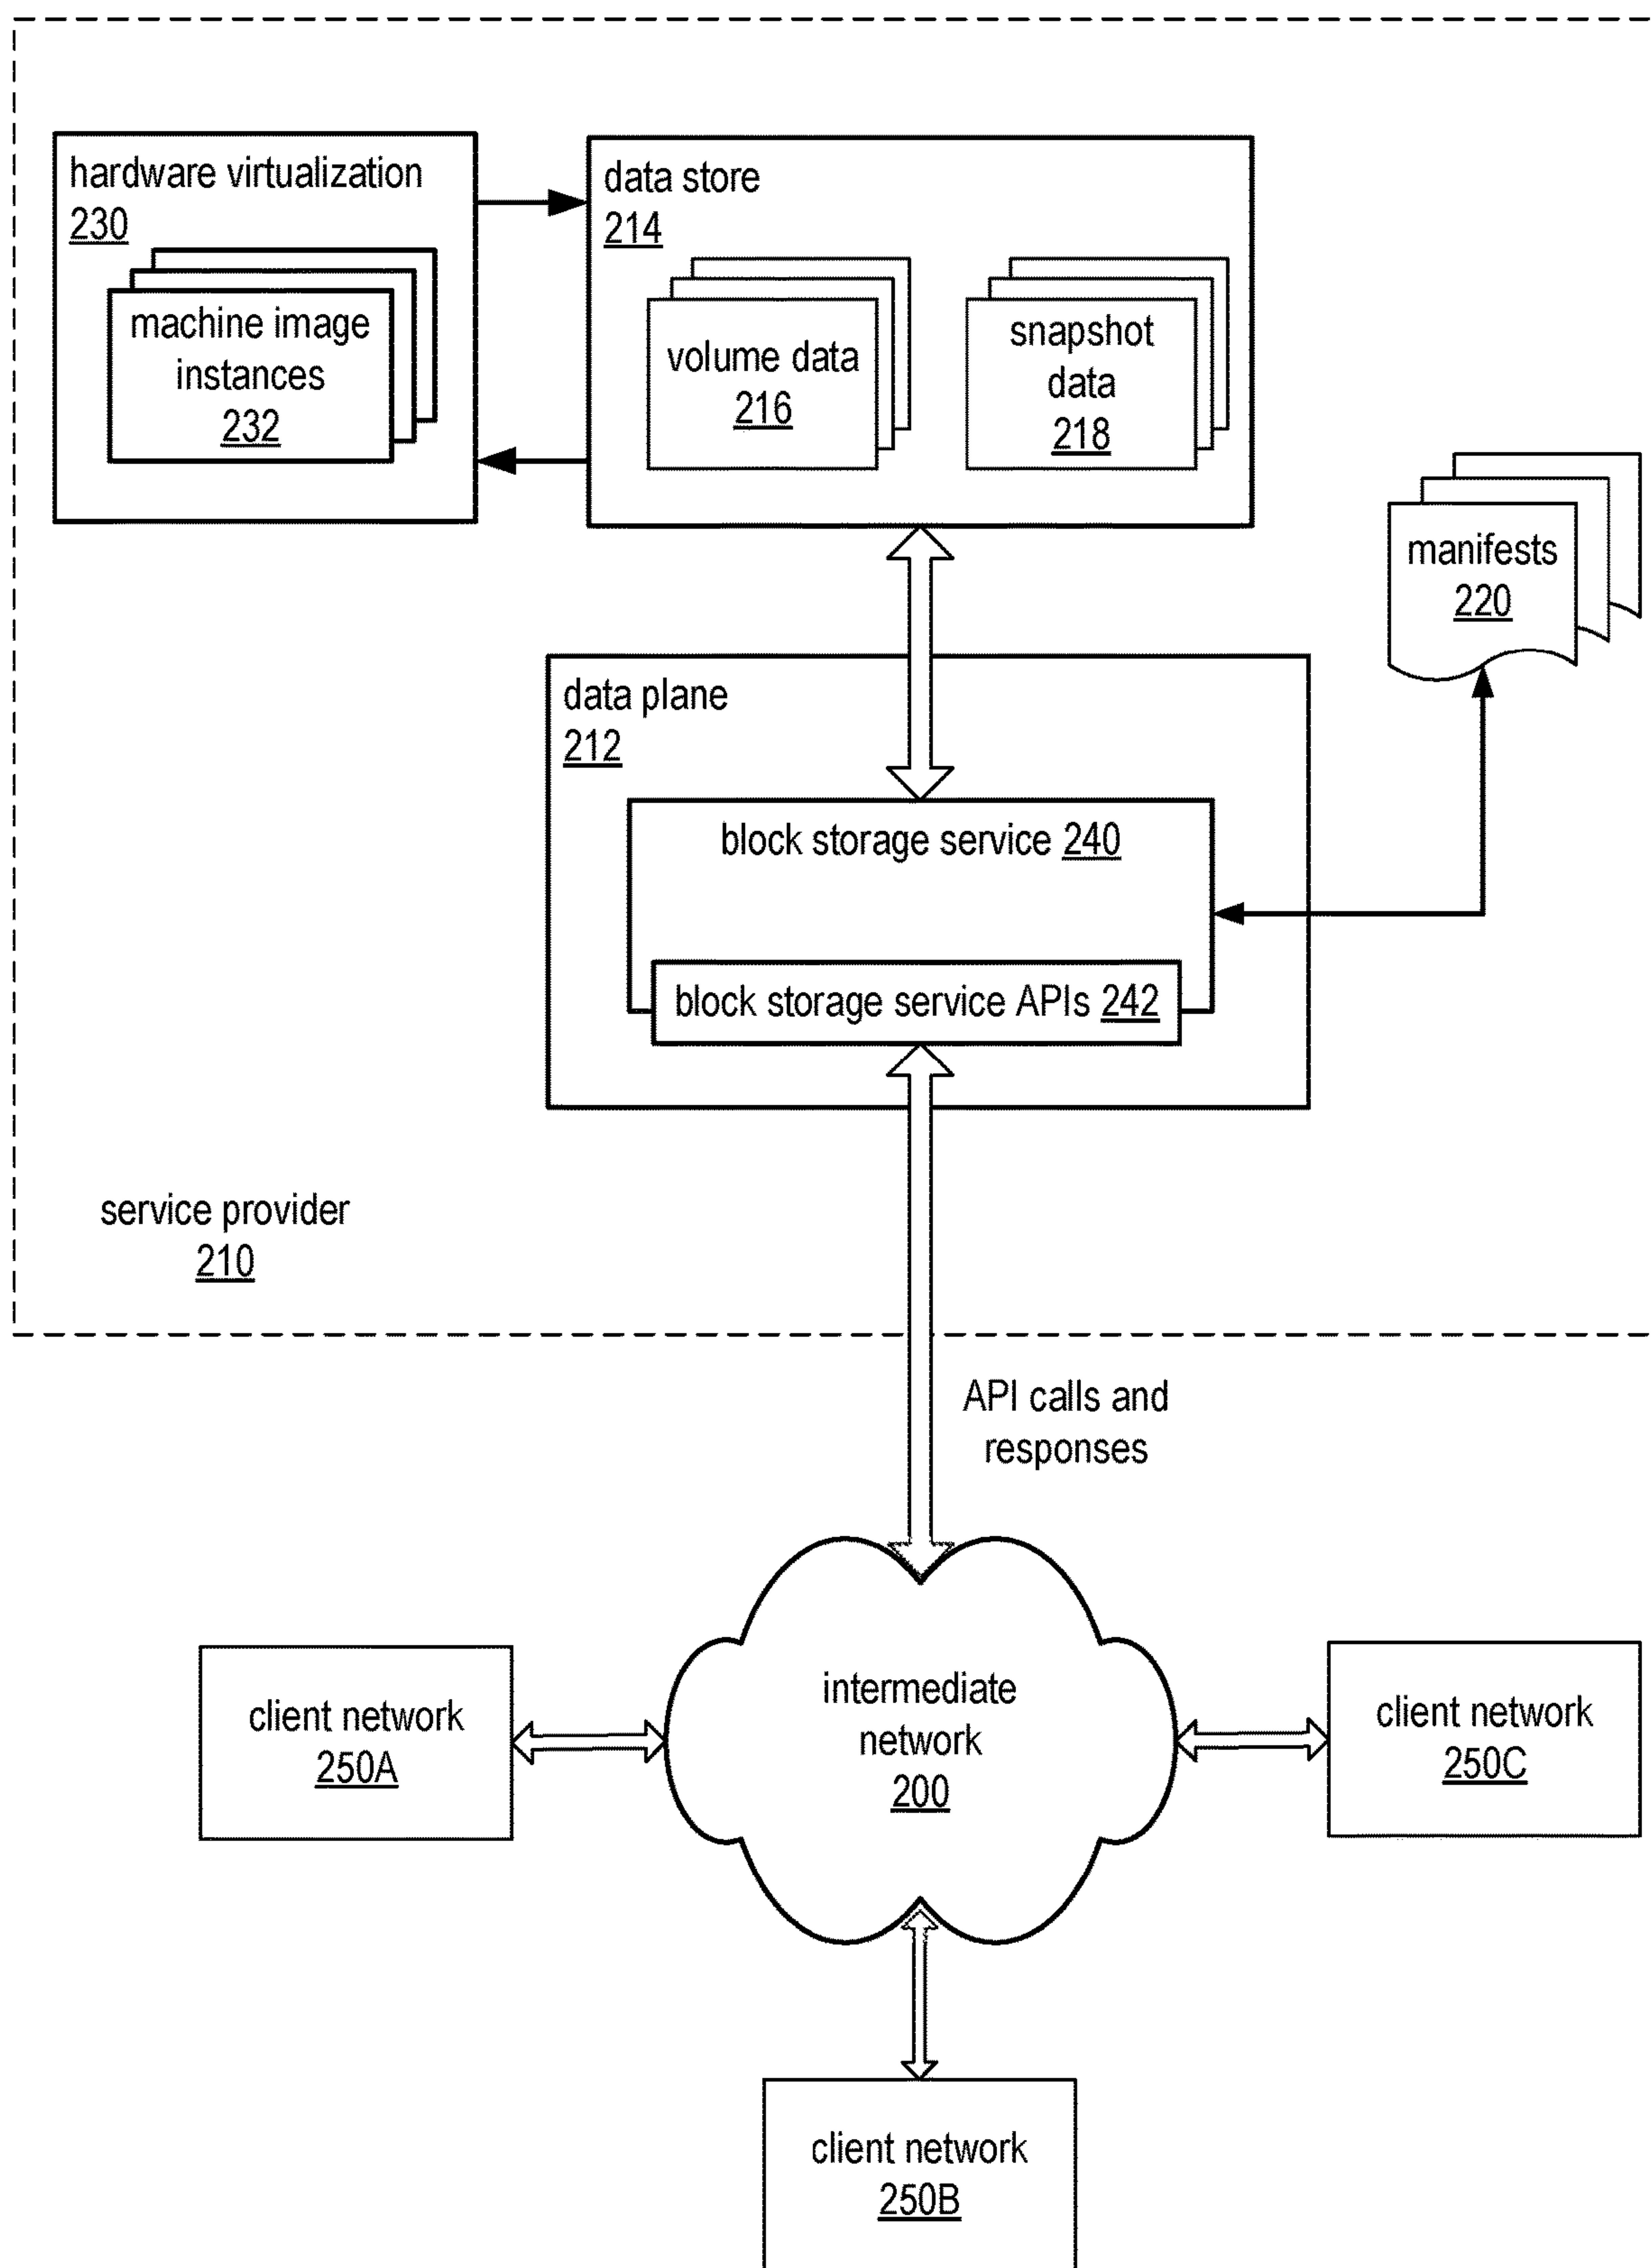 hardware virtualization
230
machine image
instances
232
data store
214
volume data
216
snapshot
data
218
manifests
220
data plane
212
block storage service 240
block storage service APIs 242
service provider
210
API calls and
responses
intermediate
network
200
client network
250A
client network
250C
client network
250B